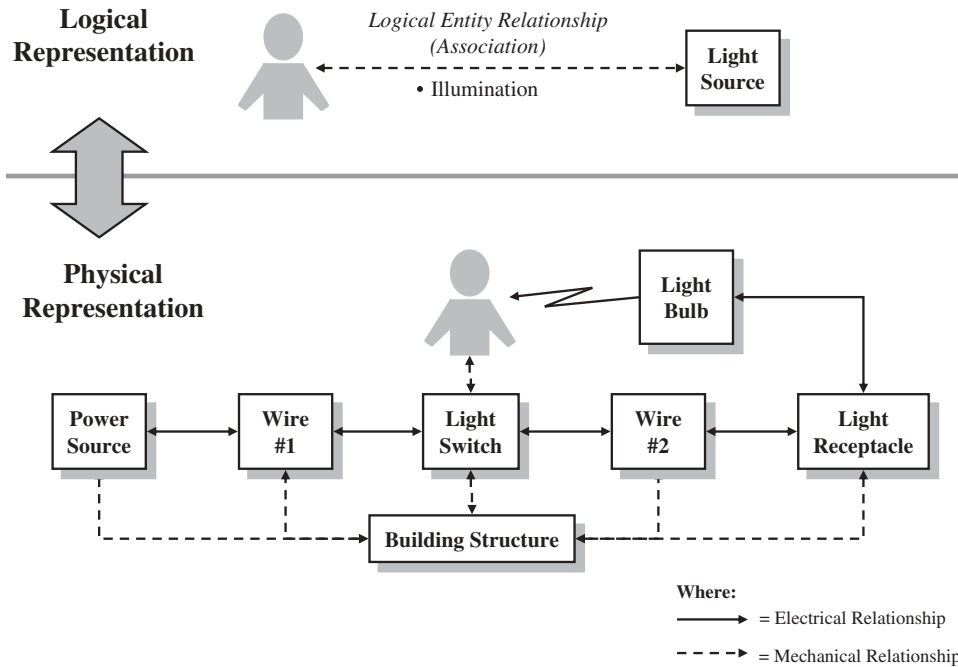 Logical
Representation
Logical Entity Relationship
(Association)
• Illumination
Light
Source
Physical
Representation
Light
Bulb
Power
Source
Wire
#1
Light
Switch
Wire
#2
Light
Receptacle
Building Structure
Where:
= Electrical Relationship
= Mechanical Relationship